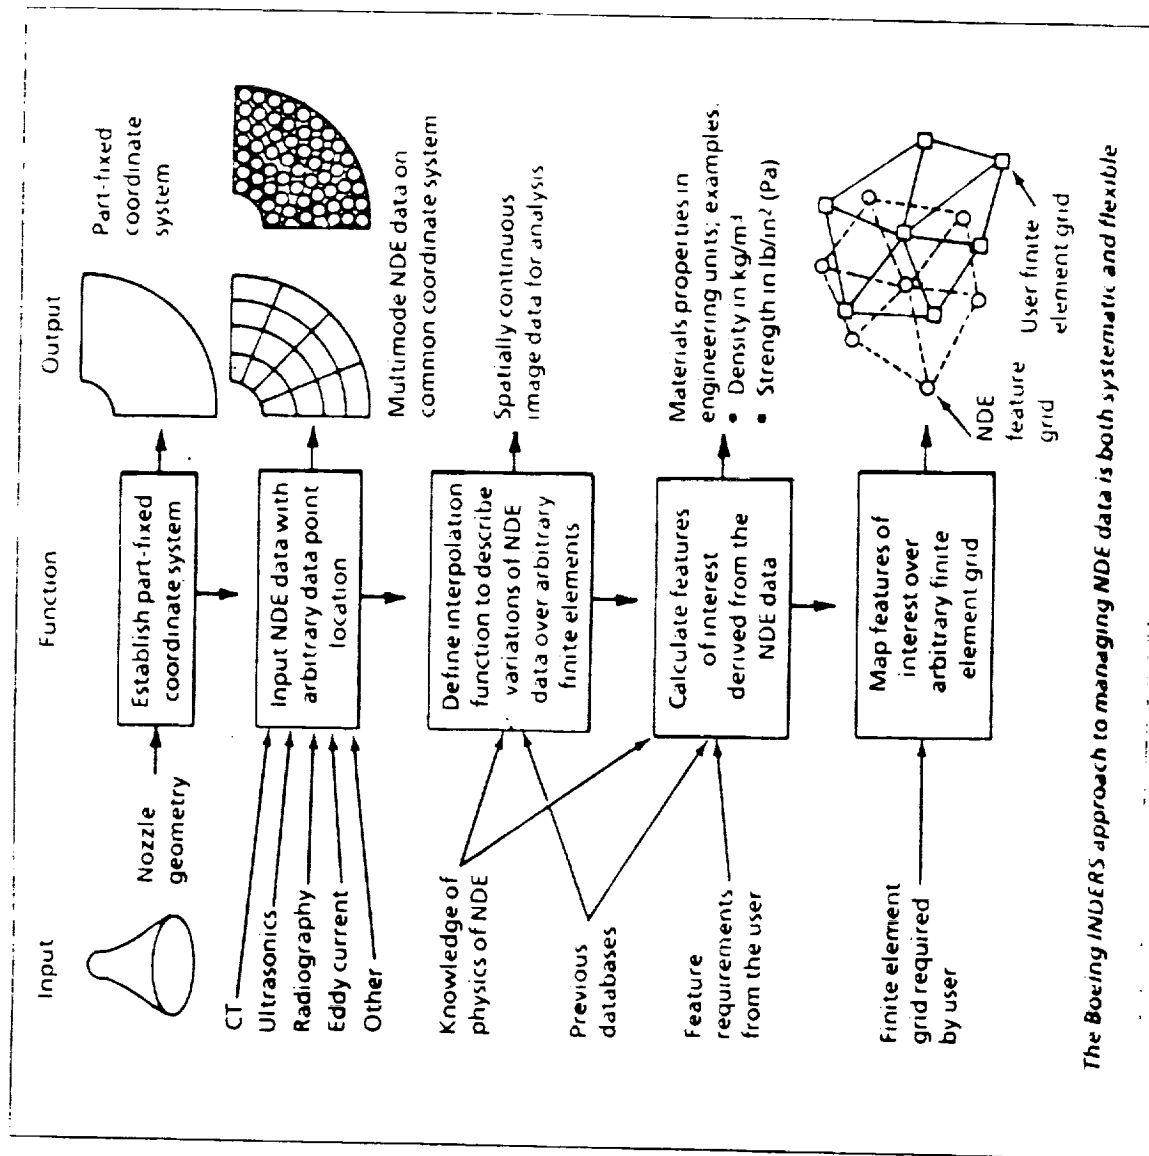 Input
Function
Output
Nozzle
geometry
Establish part-fixed
coordinate system
Part-fixed
coordinate
system
CT
Ultrasonics
Radiography
Eddy current
Other
Input NDE data with
arbitrary data point
location
Multimode NDE data on
common coordinate system
Knowledge of
physics of NDE
Previous
databases
Define interpolation
function to describe
variations of NDE
data over arbitrary
finite elements
Spatially continuous
image data for analysis
Feature
requirements
from the user
Calculate features
of interest
derived from the
NDE data
Materials properties in
engineering units; examples.
• Density in kg/m³
• Strength in lb/in² (Pa)
Finite element
grid required
by user
Map features of
interest over
arbitrary finite
element grid
NDE
feature
grid
User finite
element grid
The Boeing INDERS approach to managing NDE data is both systematic and flexible